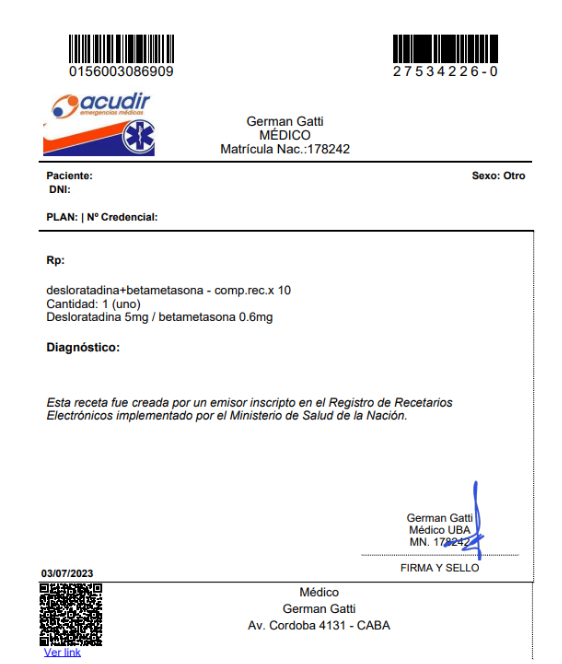 0156003086909
27534226-0
acudir
emergencias médicas
German Gatti
MÉDICO
Matrícula Nac.:178242
Paciente:
Sexo: Otro
DNI:
PLAN: | Nº Credencial:
Rp:
desloratadina+betametasona - comp.rec.x 10
Cantidad: 1 (uno)
Desloratadina 5mg / betametasona 0.6mg
Diagnóstico:
Esta receta fue creada por un emisor inscripto en el Registro de Recetarios
Electrónicos implementado por el Ministerio de Salud de la Nación.
German Gatti
Médico UBA
MN. 178242
FIRMA Y SELLO
03/07/2023
Médico
German Gatti
Av. Cordoba 4131 - CABA
Ver link